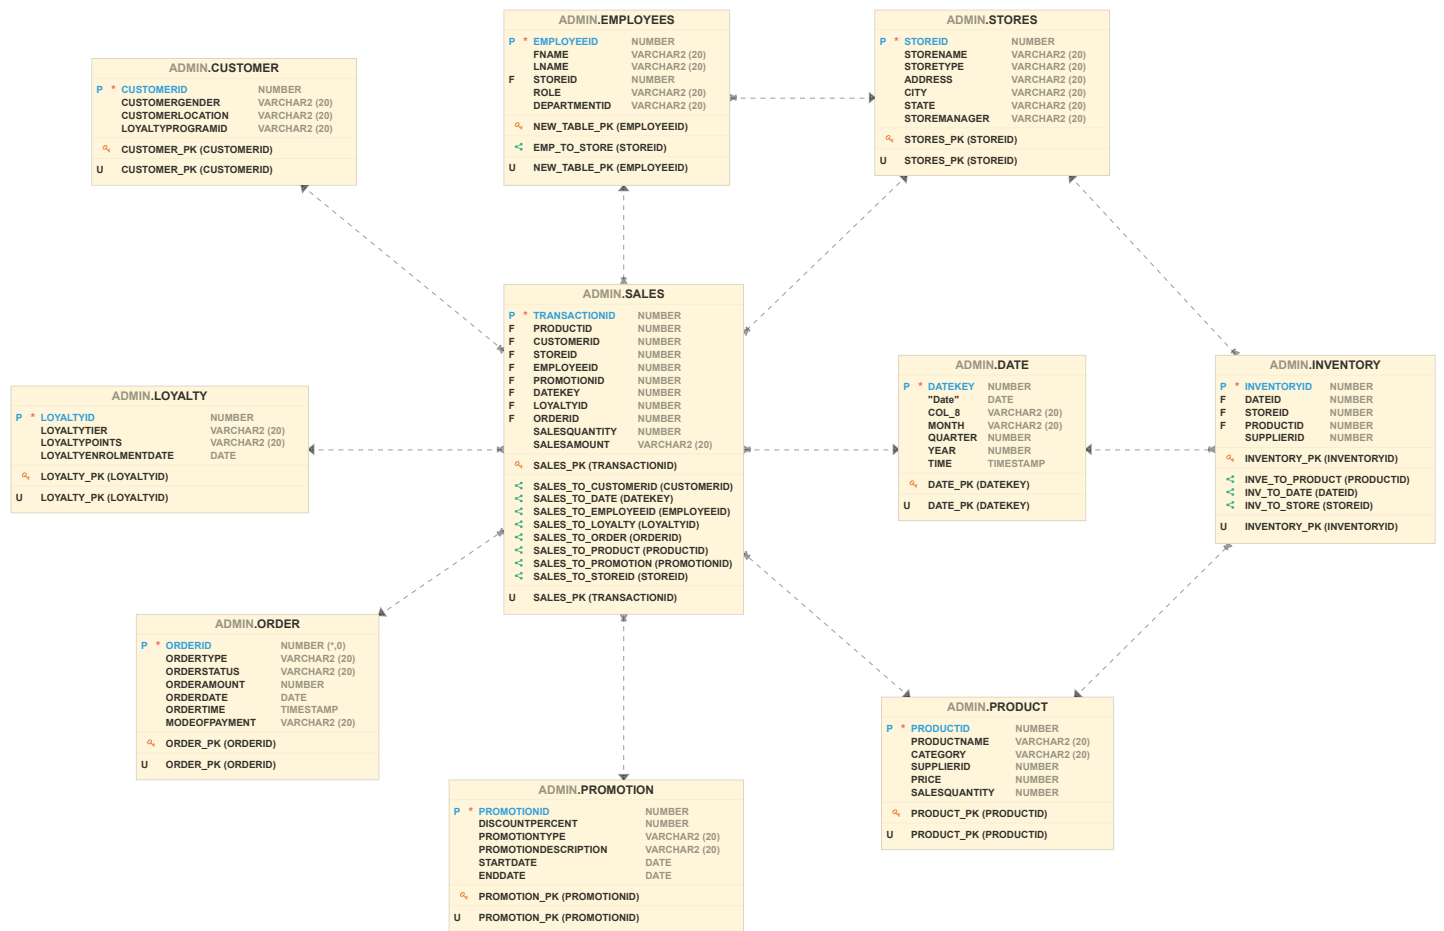 ADMIN.EMPLOYEES
P * EMPLOYEEID NUMBER
FNAME VARCHAR2 (20)
LNAME VARCHAR2 (20)
F STOREID NUMBER
ROLE VARCHAR2 (20)
DEPARTMENTID VARCHAR2 (20)
NEW_TABLE_PK (EMPLOYEEID)
EMP_TO_STORE (STOREID)
U NEW_TABLE_PK (EMPLOYEEID)
ADMIN.STORES
P * STOREID NUMBER
STORENAME VARCHAR2 (20)
STORETYPE VARCHAR2 (20)
ADDRESS VARCHAR2 (20)
CITY VARCHAR2 (20)
STATE VARCHAR2 (20)
STOREMANAGER VARCHAR2 (20)
STORES_PK (STOREID)
U STORES_PK (STOREID)
ADMIN.CUSTOMER
P * CUSTOMERID NUMBER
CUSTOMERGENDER VARCHAR2 (20)
CUSTOMERLOCATION VARCHAR2 (20)
LOYALTYPROGRAMID VARCHAR2 (20)
CUSTOMER_PK (CUSTOMERID)
U CUSTOMER_PK (CUSTOMERID)
ADMIN.SALES
P * TRANSACTIONID NUMBER
F PRODUCTID NUMBER
F CUSTOMERID NUMBER
F STOREID NUMBER
F EMPLOYEEID NUMBER
F PROMOTIONID NUMBER
F DATEKEY NUMBER
F LOYALTYID NUMBER
F ORDERID NUMBER
SALESQUANTITY NUMBER
SALESAMOUNT VARCHAR2 (20)
SALES_PK (TRANSACTIONID)
SALES_TO_CUSTOMERID (CUSTOMERID)
SALES_TO_DATE (DATEKEY)
SALES_TO_EMPLOYEEID (EMPLOYEEID)
SALES_TO_LOYALTY (LOYALTYID)
SALES_TO_ORDER (ORDERID)
SALES_TO_PRODUCT (PRODUCTID)
SALES_TO_PROMOTION (PROMOTIONID)
SALES_TO_STOREID (STOREID)
U SALES_PK (TRANSACTIONID)
ADMIN.DATE
P * DATEKEY NUMBER
"Date" DATE
COL_8 VARCHAR2 (20)
MONTH VARCHAR2 (20)
QUARTER NUMBER
YEAR NUMBER
TIME TIMESTAMP
DATE_PK (DATEKEY)
U DATE_PK (DATEKEY)
ADMIN.INVENTORY
P * INVENTORYID NUMBER
F DATEID NUMBER
F STOREID NUMBER
F PRODUCTID NUMBER
SUPPLIERID NUMBER
INVENTORY_PK (INVENTORYID)
INVE_TO_PRODUCT (PRODUCTID)
INV_TO_DATE (DATEID)
INV_TO_STORE (STOREID)
U INVENTORY_PK (INVENTORYID)
ADMIN.LOYALTY
P * LOYALTYID NUMBER
LOYALTYTIER VARCHAR2 (20)
LOYALTYPOINTS VARCHAR2 (20)
LOYALTYENROLMENTDATE DATE
LOYALTY_PK (LOYALTYID)
U LOYALTY_PK (LOYALTYID)
ADMIN.ORDER
P * ORDERID NUMBER (*,0)
ORDERTYPE VARCHAR2 (20)
ORDERSTATUS VARCHAR2 (20)
ORDERAMOUNT NUMBER
ORDERDATE DATE
ORDERTIME TIMESTAMP
MODEOFPAYMENT VARCHAR2 (20)
ORDER_PK (ORDERID)
U ORDER_PK (ORDERID)
ADMIN.PRODUCT
P * PRODUCTID NUMBER
PRODUCTNAME VARCHAR2 (20)
CATEGORY VARCHAR2 (20)
SUPPLIERID NUMBER
PRICE NUMBER
SALESQUANTITY NUMBER
PRODUCT_PK (PRODUCTID)
U PRODUCT_PK (PRODUCTID)
ADMIN.PROMOTION
P * PROMOTIONID NUMBER
DISCOUNTPERCENT NUMBER
PROMOTIONTYPE VARCHAR2 (20)
PROMOTIONDESCRIPTION VARCHAR2 (20)
STARTDATE DATE
ENDDATE DATE
PROMOTION_PK (PROMOTIONID)
U PROMOTION_PK (PROMOTIONID)